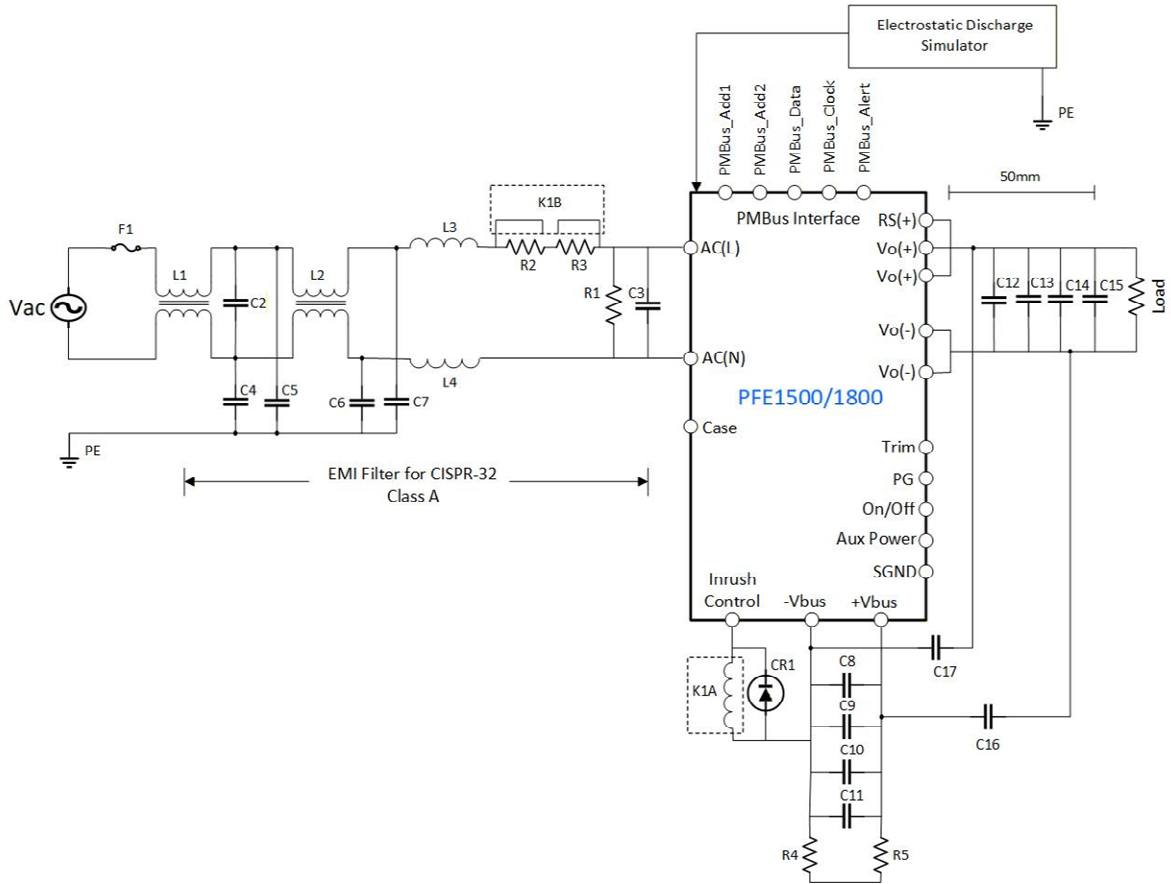 Electrostatic Discharge
Simulator
PE
PMBus_Add1
PMBus_Add2
PMBus_Data
PMBus_Clock
PMBus_Alert
50mm
K1B
PMBus Interface
RS(+)
F1
L3
R2
R3
AC(L)
Vo(+)
Vo(+)
L1
L2
C2
R1
C3
C12
C13
C14
C15
Load
Vac
Vo(-)
AC(N)
Vo(-)
L4
C4
C5
C6
C7
PFE1500/1800
Case
PE
Trim
EMI Filter for CISPR-32
Class A
PG
On/Off
Aux Power
SGND
Inrush
Control
-Vbus
+Vbus
C17
K1A
CR1
C8
C9
C16
C10
C11
R4
R5